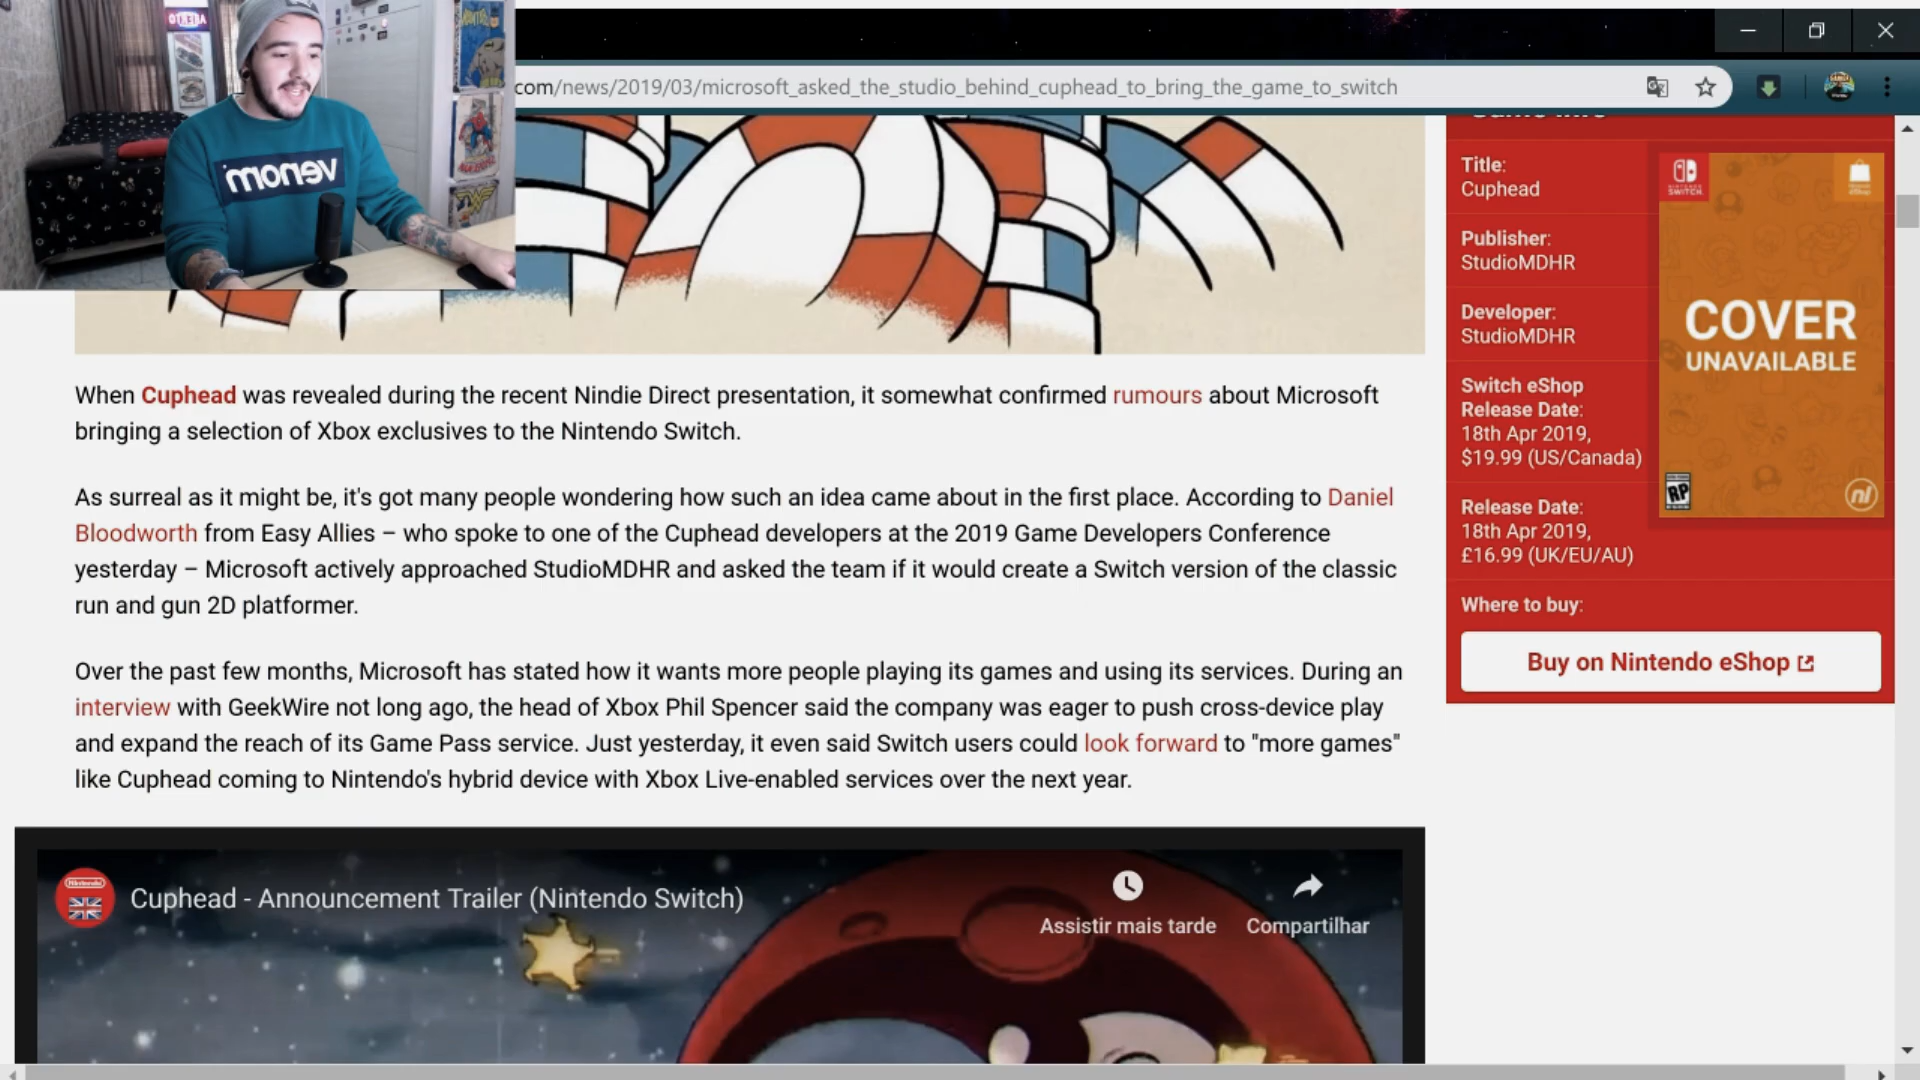 venom
com/news/2019/03/microsoft_asked_the_studio_behind_cuphead_to_bring_the_game_to_switch
When Cuphead was revealed during the recent Nindie Direct presentation, it somewhat confirmed rumours about Microsoft
bringing a selection of Xbox exclusives to the Nintendo Switch.
As surreal as it might be, it's got many people wondering how such an idea came about in the first place. According to Daniel
Bloodworth from Easy Allies – who spoke to one of the Cuphead developers at the 2019 Game Developers Conference
yesterday – Microsoft actively approached StudioMDHR and asked the team if it would create a Switch version of the classic
run and gun 2D platformer.
Over the past few months, Microsoft has stated how it wants more people playing its games and using its services. During an
interview with GeekWire not long ago, the head of Xbox Phil Spencer said the company was eager to push cross-device play
and expand the reach of its Game Pass service. Just yesterday, it even said Switch users could look forward to "more games"
like Cuphead coming to Nintendo's hybrid device with Xbox Live-enabled services over the next year.
Nintendo
Cuphead - Announcement Trailer (Nintendo Switch)
Assistir mais tarde
Compartilhar
Title:
Cuphead
Publisher:
StudioMDHR
Developer:
StudioMDHR
Switch eShop
Release Date:
18th Apr 2019,
$19.99 (US/Canada)
Release Date:
18th Apr 2019,
£16.99 (UK/EU/AU)
NINTENDO
SWITCH
COVER
UNAVAILABLE
RP
nl
Where to buy:
Buy on Nintendo eShop